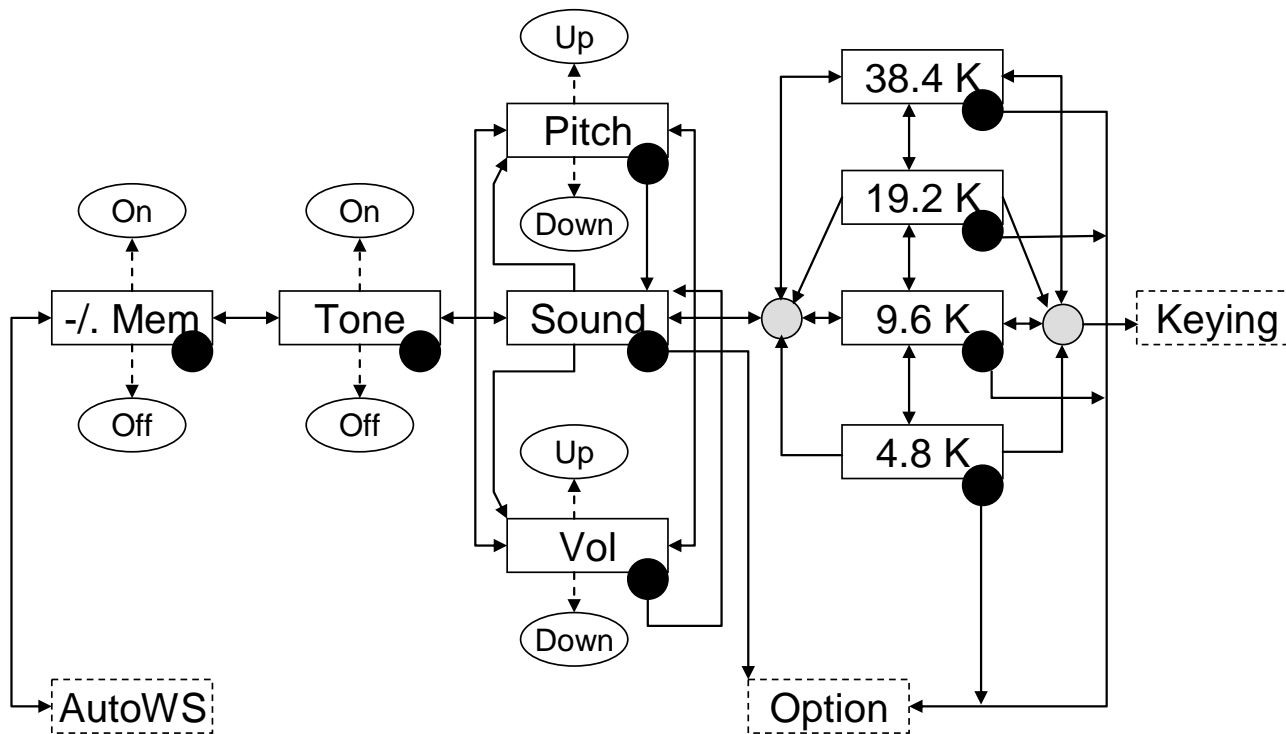 Up
38.4 K
Pitch
On
On
Down
19.2 K
-/. Mem
Tone
Sound
9.6 K
Keying
Off
Off
Up
4.8 K
Vol
Down
AutoWS
Option